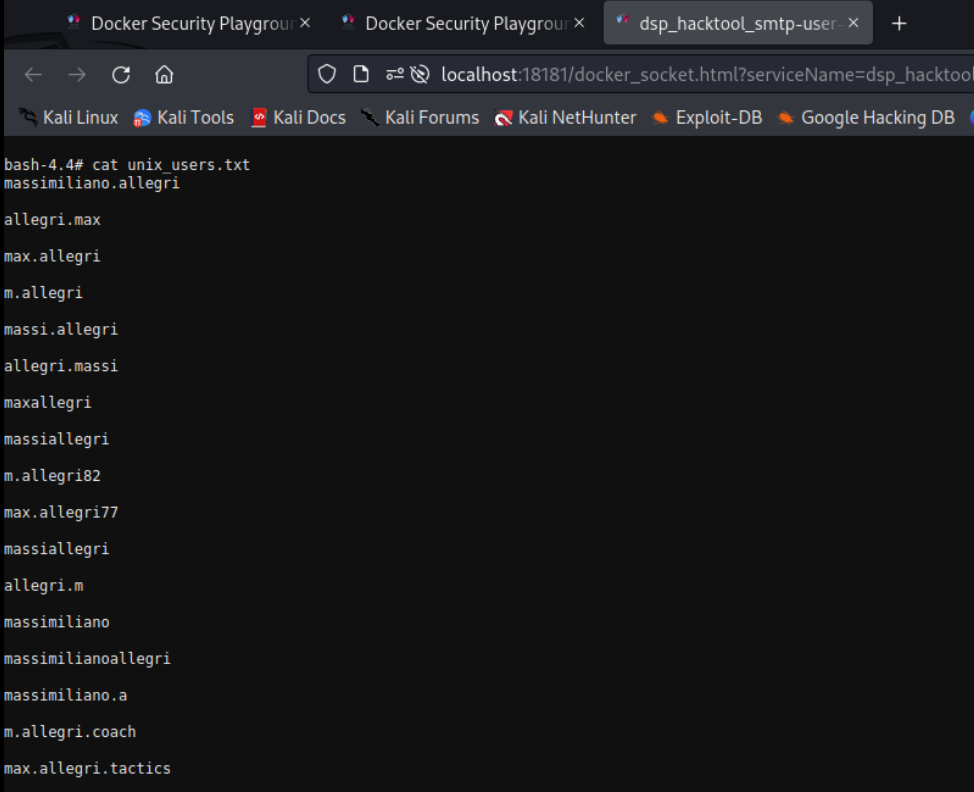 Docker Security Playgroun
Docker Security Playgroun
dsp_hacktool_smtp-user-
localhost:18181/docker_socket.html?serviceName=dsp_hacktool
Kali Linux Kali Tools Kali Docs Kali Forums Kali NetHunter Exploit-DB Google Hacking DB
bash-4.4# cat unix_users.txt
massimiliano.allegri
allegri.max
max.allegri
m.allegri
massi.allegri
allegri.massi
maxallegri
massiallegri
m.allegri82
max.allegri77
massiallegri
allegri.m
massimiliano
massimilianoallegri
massimiliano.a
m.allegri.coach
max.allegri.tactics